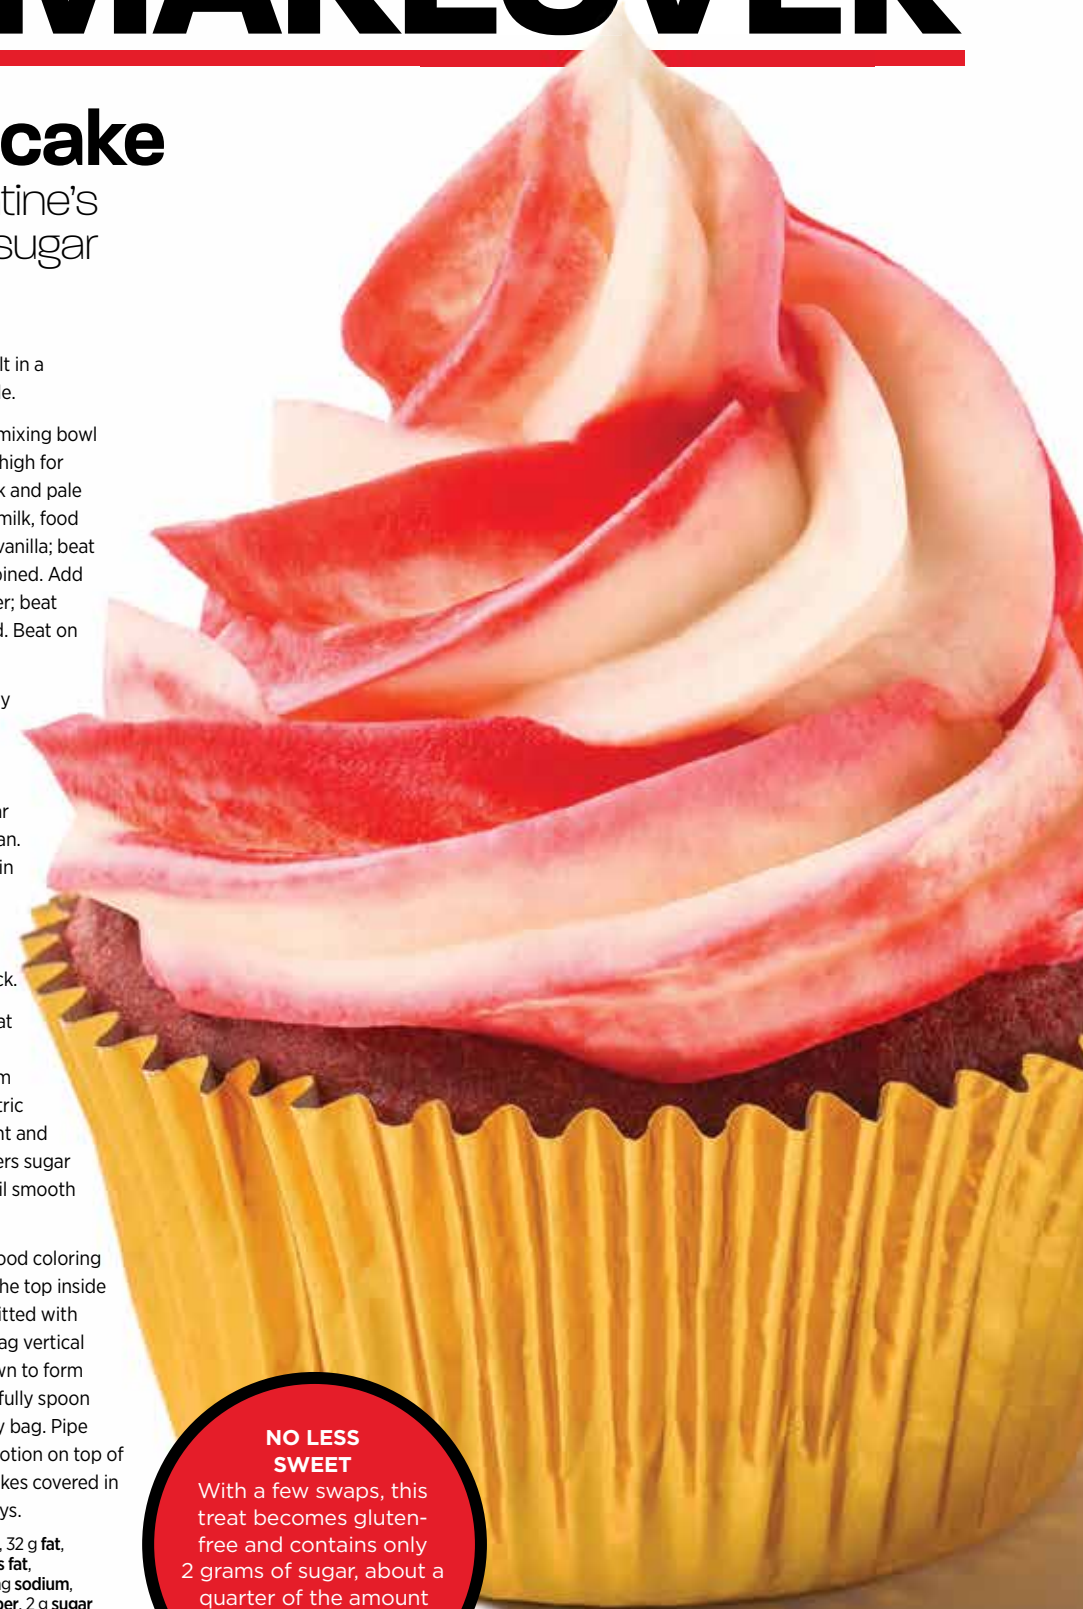 MAKEOVER
cake
tine's
sugar
lt in a
le.
mixing bowl
high for
k and pale
milk, food
vanilla; beat
bined. Add
er; beat
d. Beat on
y
ar
an.
in
ck.
at
m
tric
nt and
ers sugar
il smooth
ood coloring
he top inside
itted with
ag vertical
wn to form
fully spoon
y bag. Pipe
otion on top of
kes covered in
ys.
, 32 g fat,
s fat,
g sodium,
ber, 2 g sugar
NO LESS
SWEET
With a few swaps, this
treat becomes gluten-
free and contains only
2 grams of sugar, about a
quarter of the amount